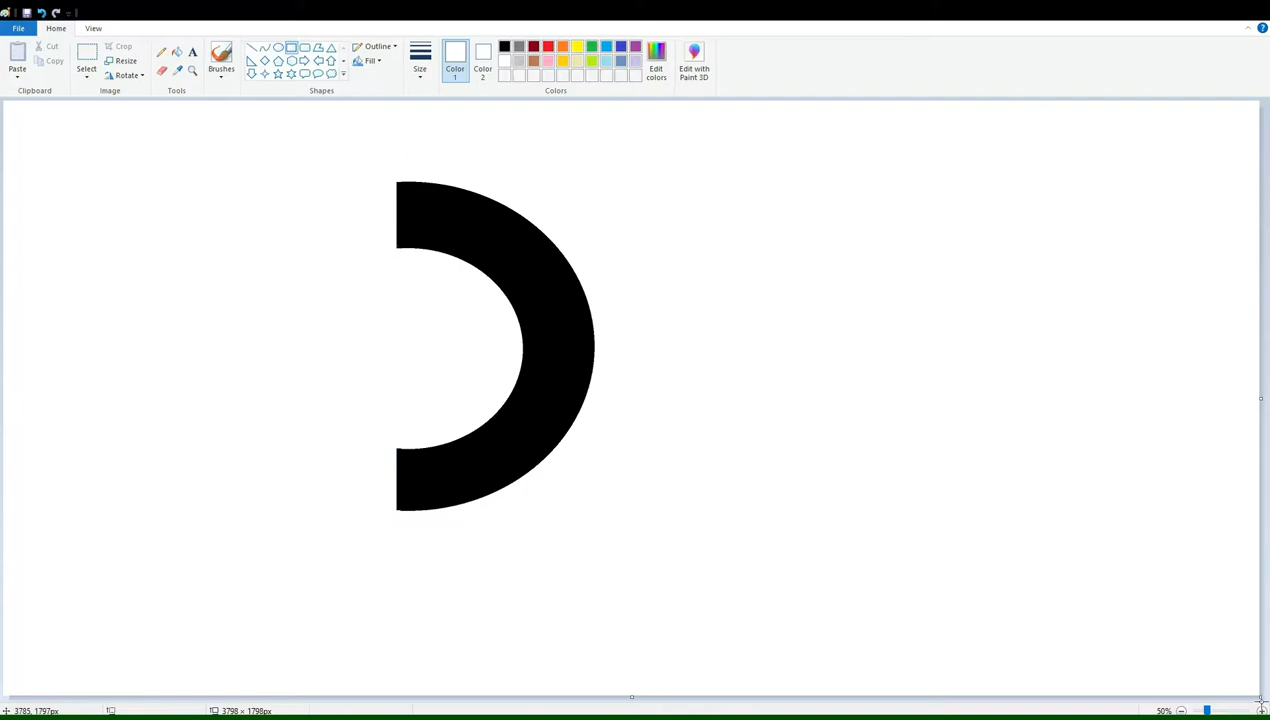 File Home View
Paste
Cut
Copy
Clipboard
Select
Crop
Resize
Rotate
Image
Tools
Brushes
Outline
Fill
Shapes
Size
Color
1
Color
2
Edit
colors
Colors
Edit with
Paint 3D
3785, 1797px
3798 × 1798px
50%